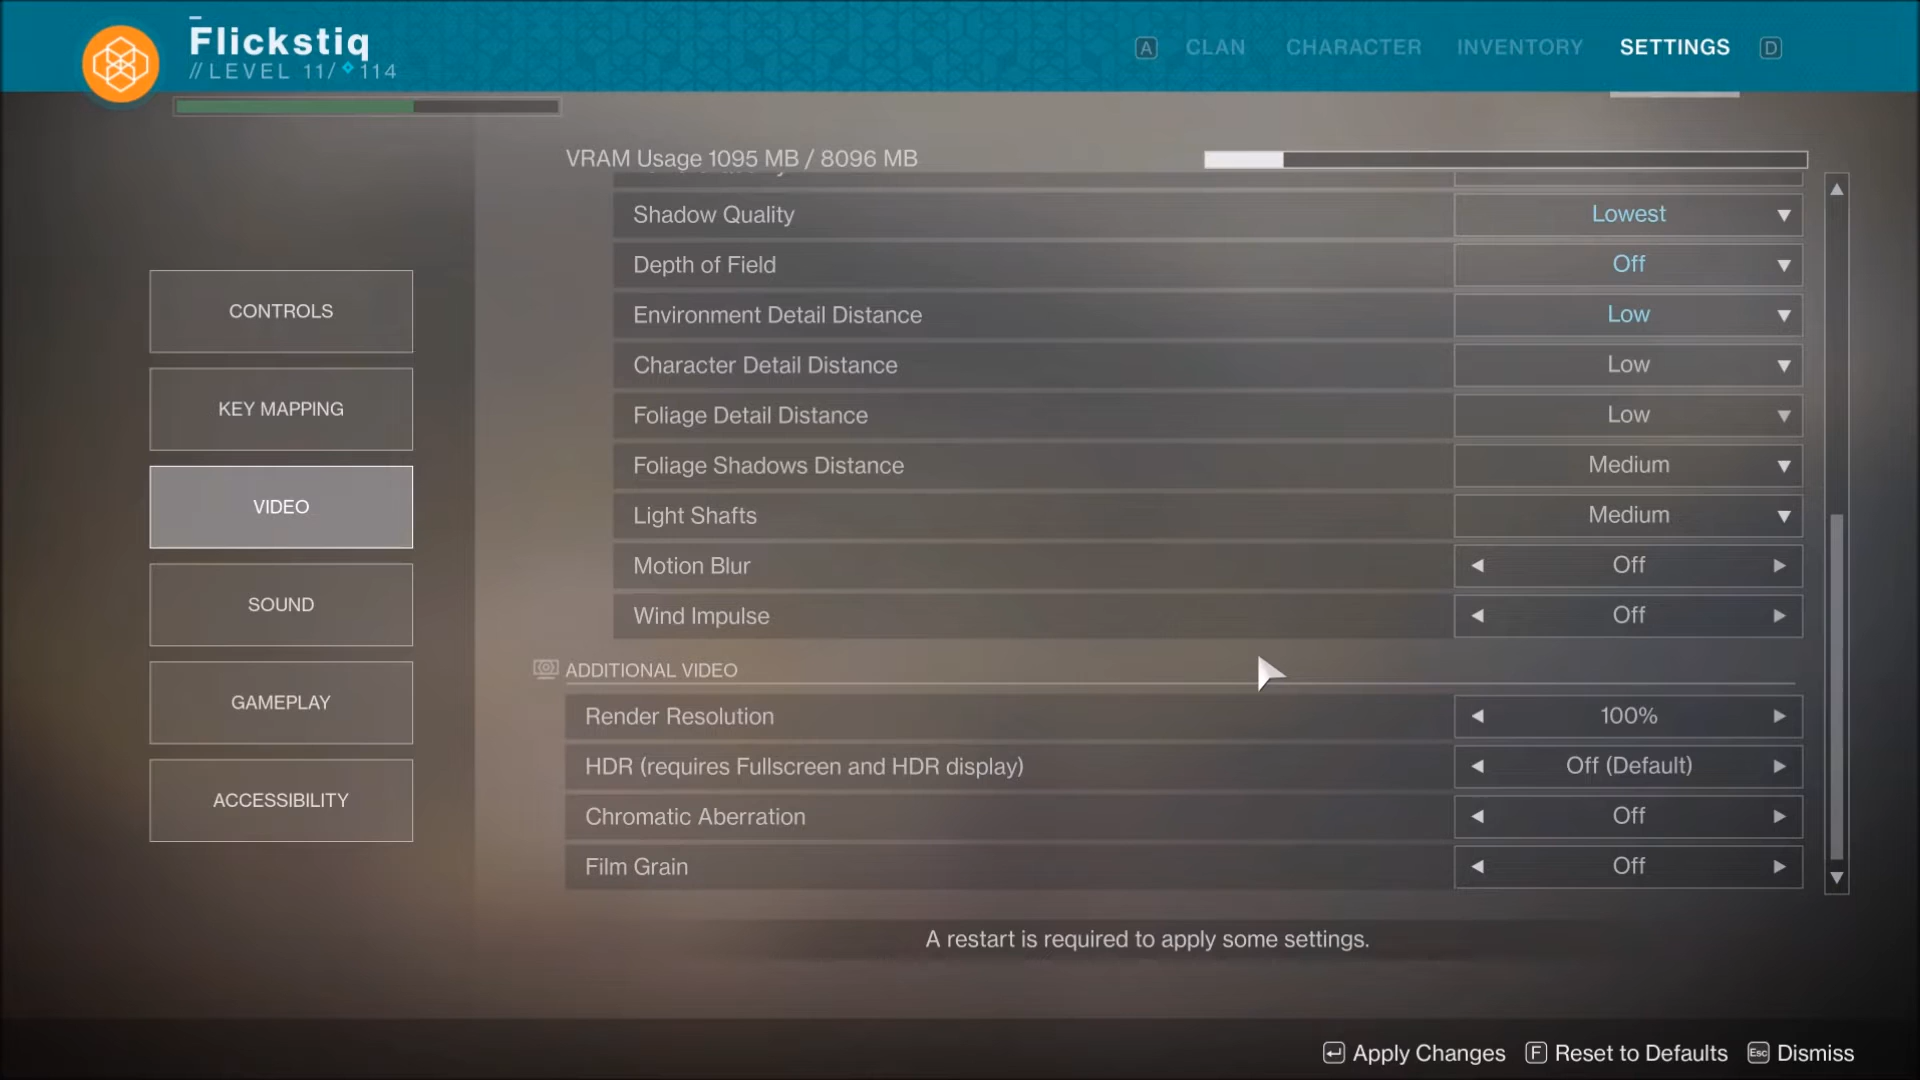 Flickstiq
//LEVEL 11/ 114
A CLAN CHARACTER INVENTORY SETTINGS D
VRAM Usage 1095 MB / 8096 MB
Shadow Quality Lowest
Depth of Field Off
Environment Detail Distance Low
Character Detail Distance Low
Foliage Detail Distance Low
Foliage Shadows Distance Medium
Light Shafts Medium
Motion Blur Off
Wind Impulse Off
CONTROLS
KEY MAPPING
VIDEO
SOUND
GAMEPLAY
ACCESSIBILITY
ADDITIONAL VIDEO
Render Resolution 100%
HDR (requires Fullscreen and HDR display) Off (Default)
Chromatic Aberration Off
Film Grain Off
A restart is required to apply some settings.
Apply Changes F Reset to Defaults Esc Dismiss